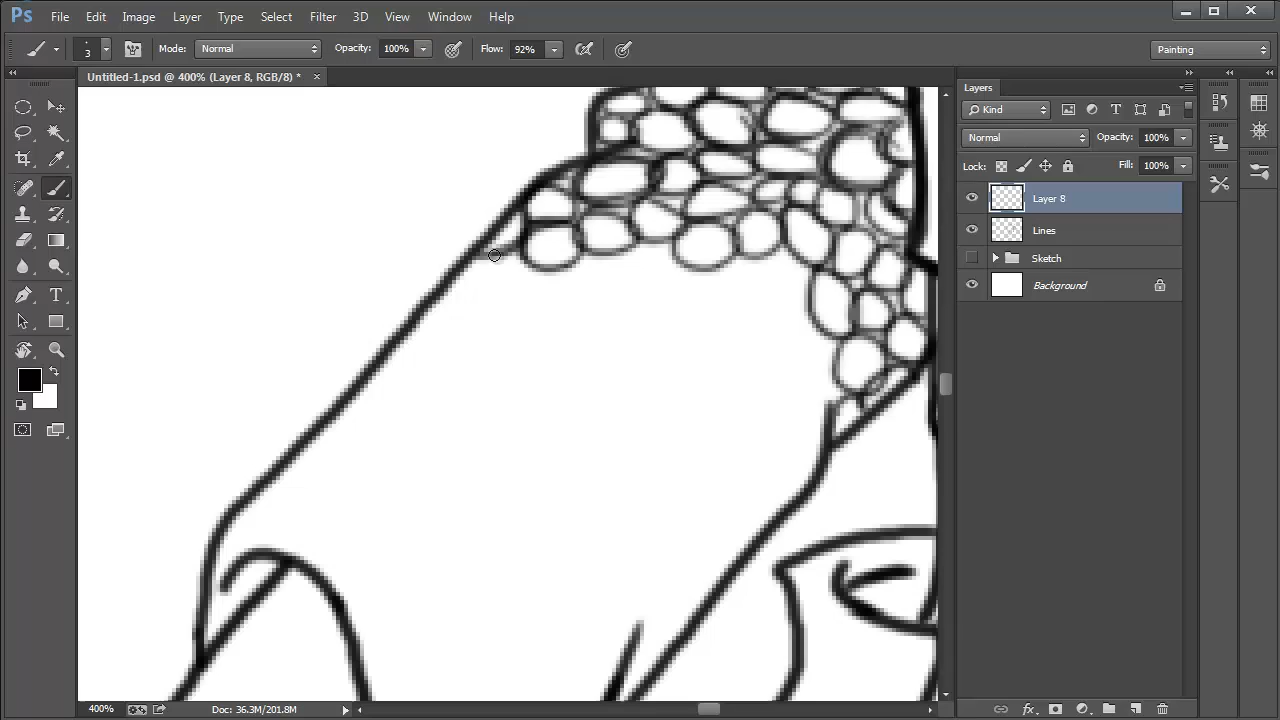 Ps File Edit Image Layer Type Select Filter 3D View Window Help
3 Mode: Normal Opacity: 100% Flow: 92% Painting
Untitled-1.psd @ 400% (Layer 8, RGB/8) * ×
Layers
Kind T
Normal Opacity: 100%
Lock: Fill: 100%
Layer 8
Lines
Sketch
Background
T
400% Doc: 36.3M/201.8M
fx